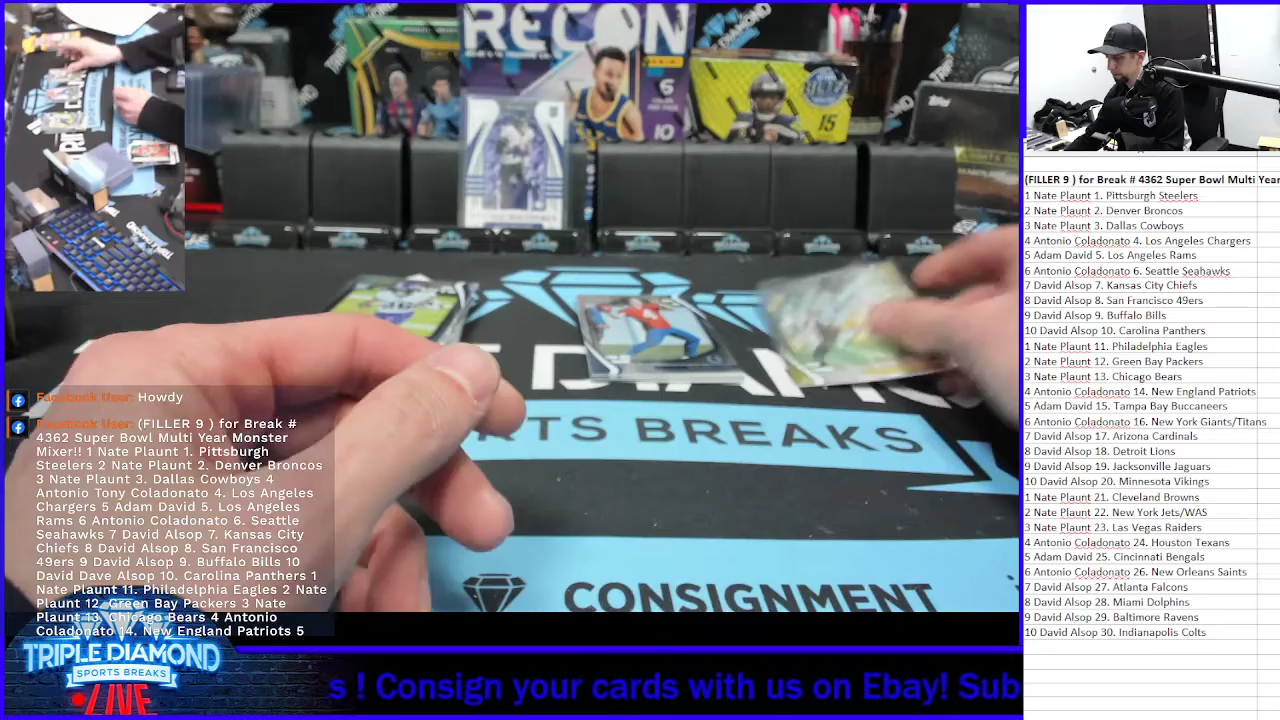 RECON
6
10
15
DIAMO
SPORTS BREAKS
CONSIGNMENT
Facebook User: Howdy
Facebook User: (FILLER 9 ) for Break #
4362 Super Bowl Multi Year Monster
Mixer!! 1 Nate Plaunt 1. Pittsburgh
Steelers 2 Nate Plaunt 2. Denver Broncos
3 Nate Plaunt 3. Dallas Cowboys 4
Antonio Tony Coladonato 4. Los Angeles
Chargers 5 Adam David 5. Los Angeles
Rams 6 Antonio Coladonato 6. Seattle
Seahawks 7 David Alsop 7. Kansas City
Chiefs 8 David Alsop 8. San Francisco
49ers 9 David Alsop 9. Buffalo Bills 10
David Dave Alsop 10. Carolina Panthers 1
Nate Plaunt 11. Philadelphia Eagles 2 Nate
Plaunt 12. Green Bay Packers 3 Nate
Plaunt 13. Chicago Bears 4 Antonio
Coladonato 14. New England Patriots 5
TRIPLE DIAMOND
SPORTS BREAKS
LIVE
s ! Consign your cards with us on Ebay! Sub
(FILLER 9 ) for Break # 4362 Super Bowl Multi Year
1 Nate Plaunt 1. Pittsburgh Steelers
2 Nate Plaunt 2. Denver Broncos
3 Nate Plaunt 3. Dallas Cowboys
4 Antonio Coladonato 4. Los Angeles Chargers
5 Adam David 5. Los Angeles Rams
6 Antonio Coladonato 6. Seattle Seahawks
7 David Alsop 7. Kansas City Chiefs
8 David Alsop 8. San Francisco 49ers
9 David Alsop 9. Buffalo Bills
10 David Alsop 10. Carolina Panthers
1 Nate Plaunt 11. Philadelphia Eagles
2 Nate Plaunt 12. Green Bay Packers
3 Nate Plaunt 13. Chicago Bears
4 Antonio Coladonato 14. New England Patriots
5 Adam David 15. Tampa Bay Buccaneers
6 Antonio Coladonato 16. New York Giants/Titans
7 David Alsop 17. Arizona Cardinals
8 David Alsop 18. Detroit Lions
9 David Alsop 19. Jacksonville Jaguars
10 David Alsop 20. Minnesota Vikings
1 Nate Plaunt 21. Cleveland Browns
2 Nate Plaunt 22. New York Jets/WAS
3 Nate Plaunt 23. Las Vegas Raiders
4 Antonio Coladonato 24. Houston Texans
5 Adam David 25. Cincinnati Bengals
6 Antonio Coladonato 26. New Orleans Saints
7 David Alsop 27. Atlanta Falcons
8 David Alsop 28. Miami Dolphins
9 David Alsop 29. Baltimore Ravens
10 David Alsop 30. Indianapolis Colts